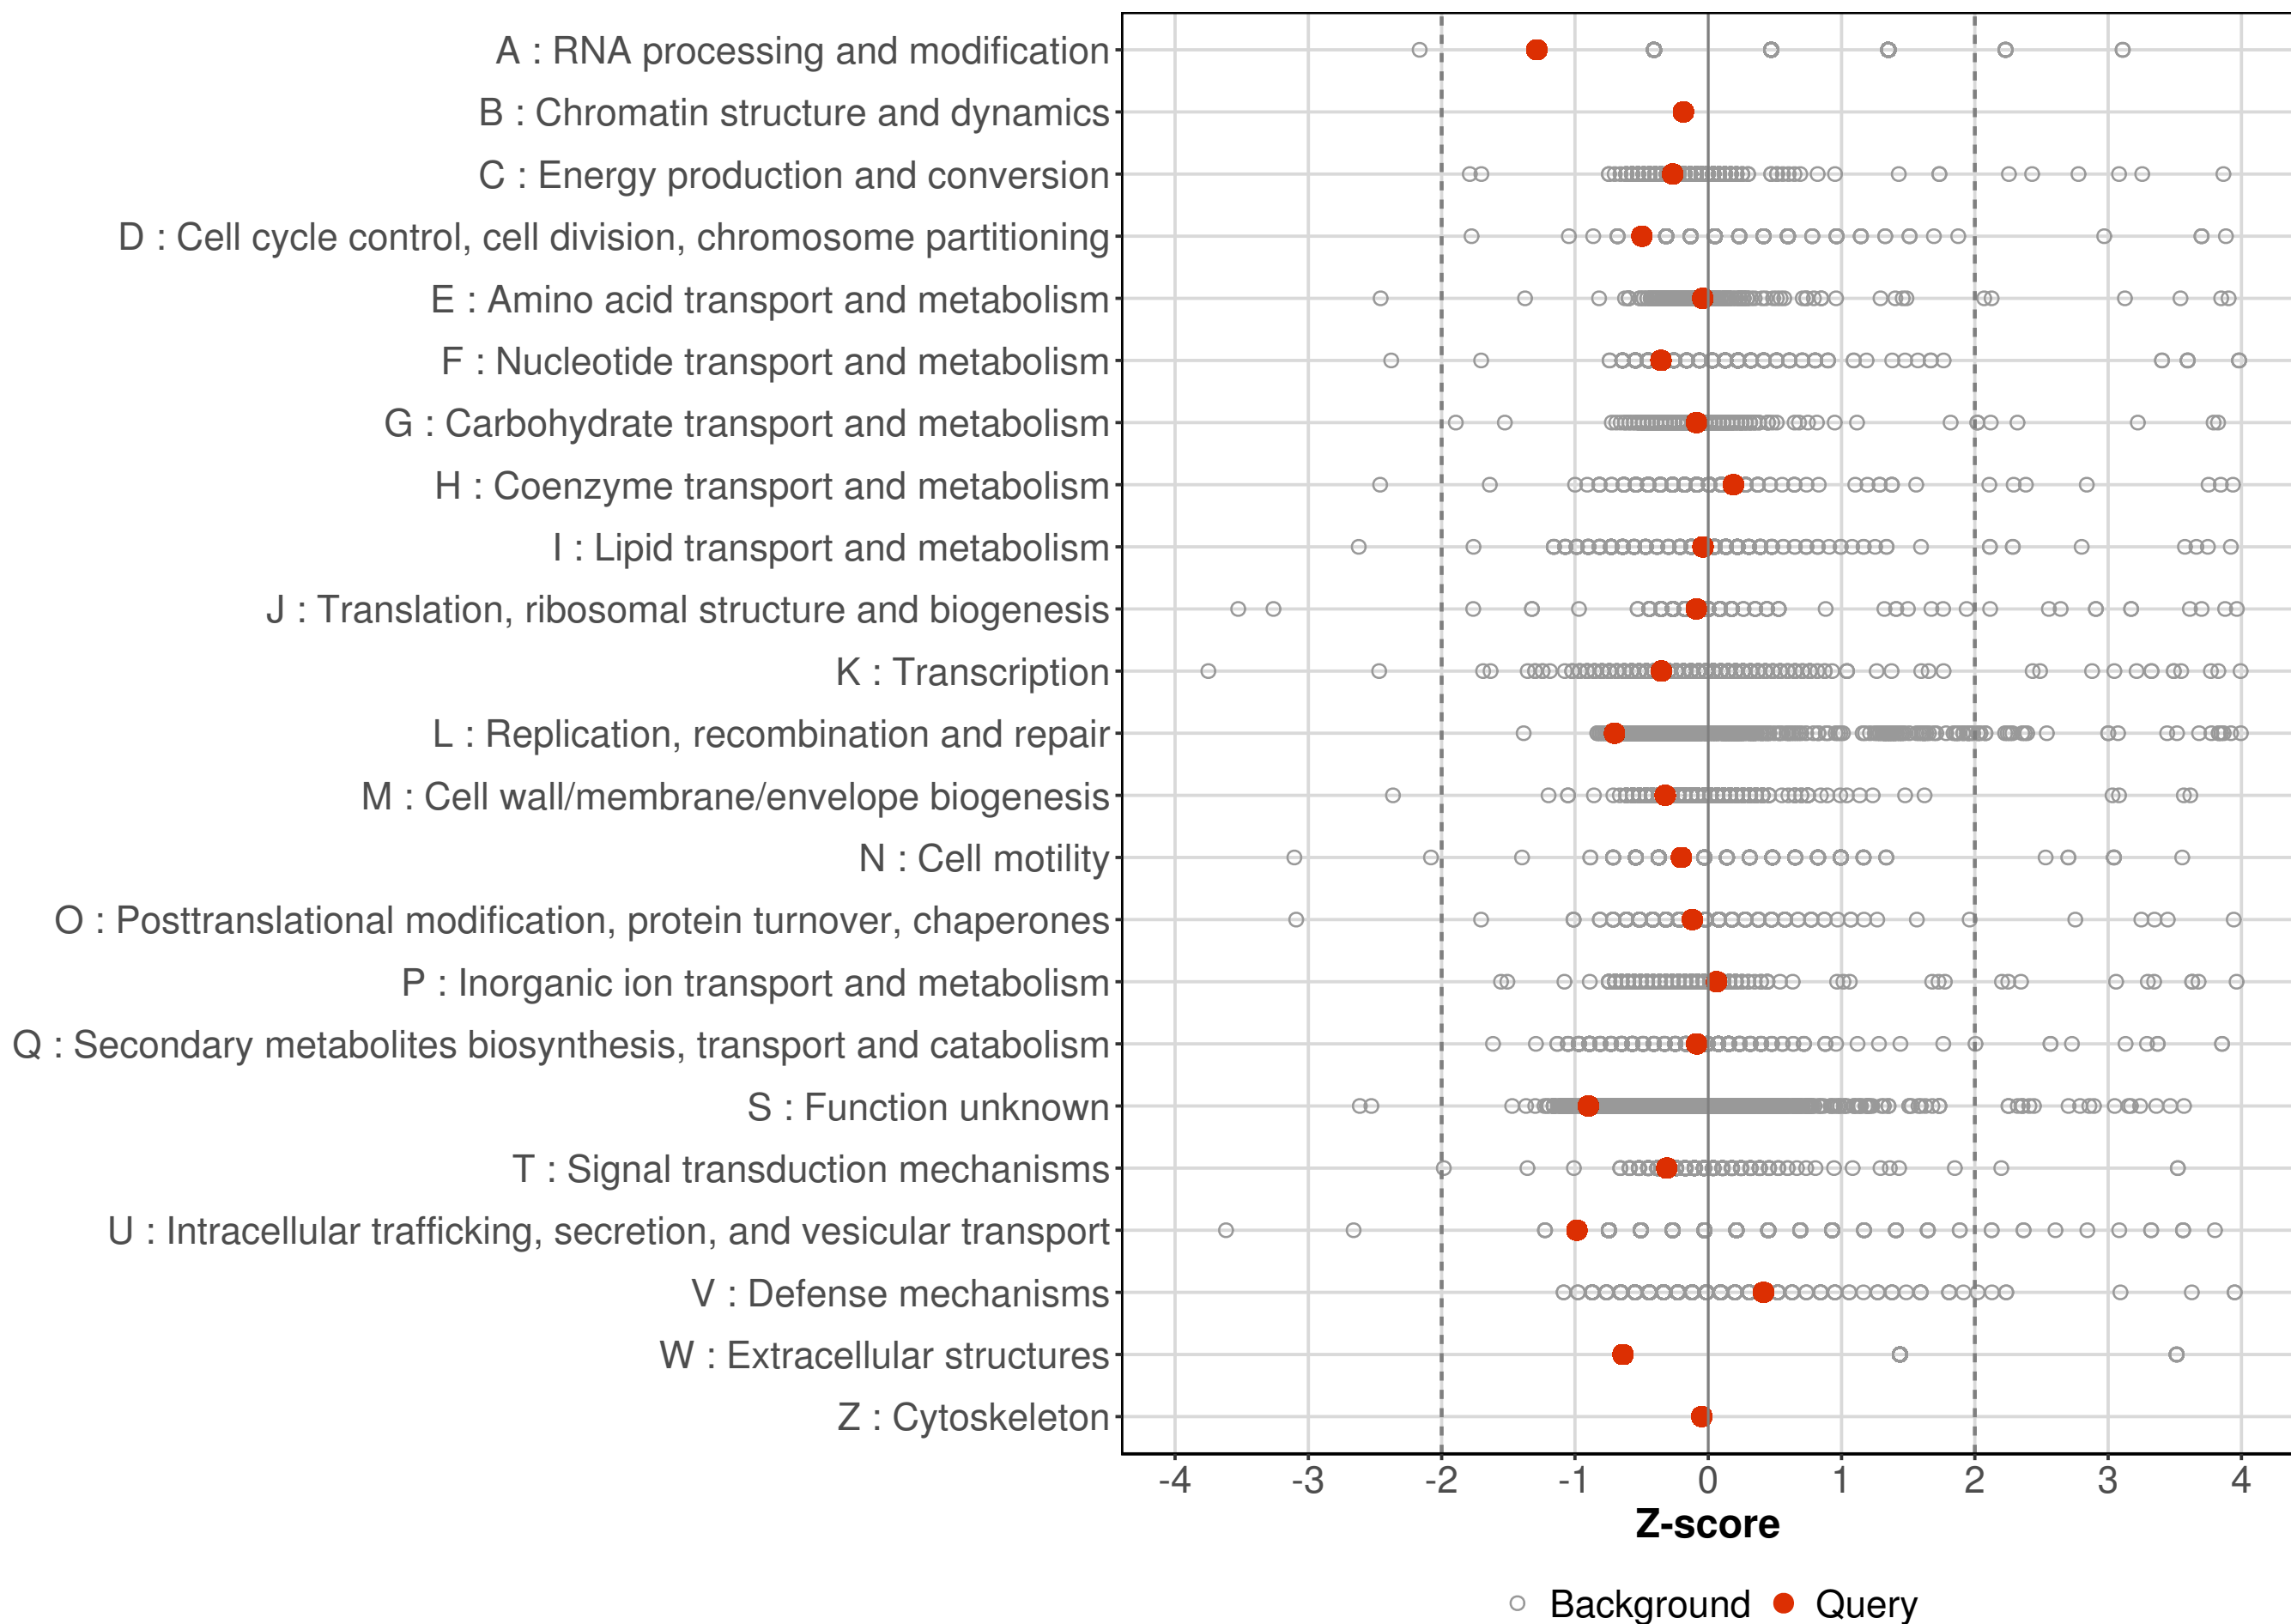 A : RNA processing and modification
B : Chromatin structure and dynamics
C : Energy production and conversion
D : Cell cycle control, cell division, chromosome partitioning
E : Amino acid transport and metabolism
F : Nucleotide transport and metabolism
G : Carbohydrate transport and metabolism
H : Coenzyme transport and metabolism
I : Lipid transport and metabolism
J : Translation, ribosomal structure and biogenesis
K : Transcription
L : Replication, recombination and repair
M : Cell wall/membrane/envelope biogenesis
N : Cell motility
O : Posttranslational modification, protein turnover, chaperones
P : Inorganic ion transport and metabolism
Q : Secondary metabolites biosynthesis, transport and catabolism
S : Function unknown
T : Signal transduction mechanisms
U : Intracellular trafficking, secretion, and vesicular transport
V : Defense mechanisms
W : Extracellular structures
Z : Cytoskeleton
-4 -3 -2 -1 0 1 2 3 4
Z-score
Background Query